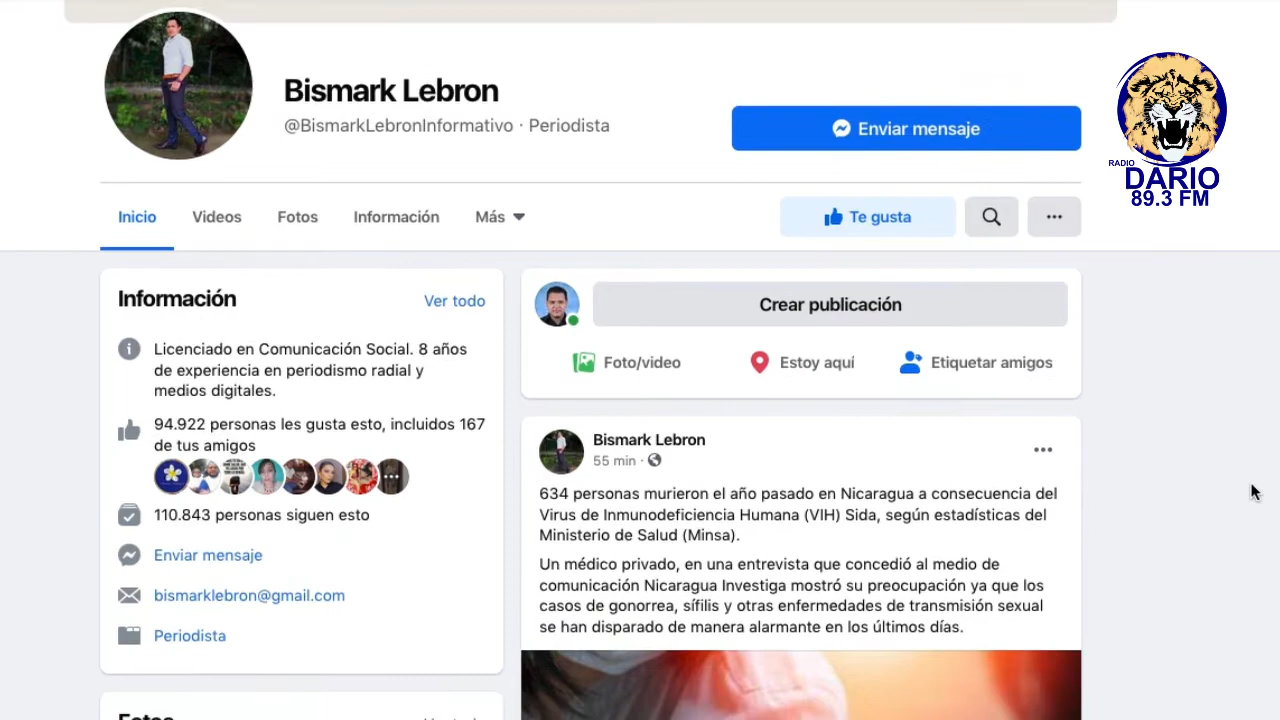 Bismark Lebron
@BismarkLebronInformativo · Periodista
Enviar mensaje
RADIO
DARIO
89.3 FM
Inicio
Videos
Fotos
Información
Más
Te gusta
Información
Ver todo
Licenciado en Comunicación Social. 8 años
de experiencia en periodismo radial y
medios digitales.
94.922 personas les gusta esto, incluidos 167
de tus amigos
110.843 personas siguen esto
Enviar mensaje
bismarklebron@gmail.com
Periodista
Fotos
Crear publicación
Foto/video
Estoy aquí
Etiquetar amigos
Bismark Lebron
55 min ·
634 personas murieron el año pasado en Nicaragua a consecuencia del
Virus de Inmunodeficiencia Humana (VIH) Sida, según estadísticas del
Ministerio de Salud (Minsa).
Un médico privado, en una entrevista que concedió al medio de
comunicación Nicaragua Investiga mostró su preocupación ya que los
casos de gonorrea, sífilis y otras enfermedades de transmisión sexual
se han disparado de manera alarmante en los últimos días.